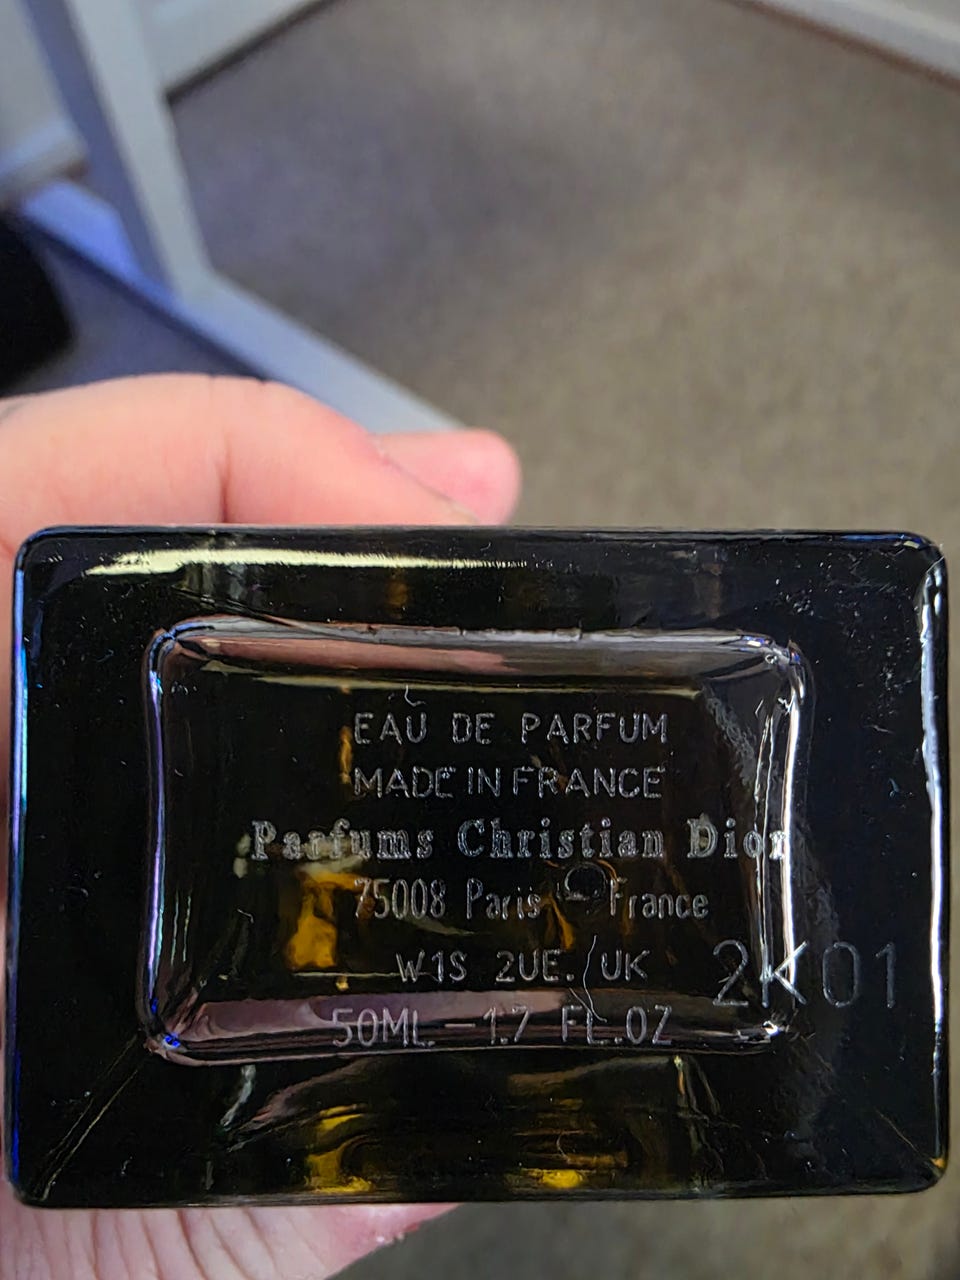 EAU DE PARFUM
MADE IN FRANCE
Parfums Christian Dior
75008 Paris - France
W1S 2UE. UK
2K01
50ML - 1.7 FL.OZ